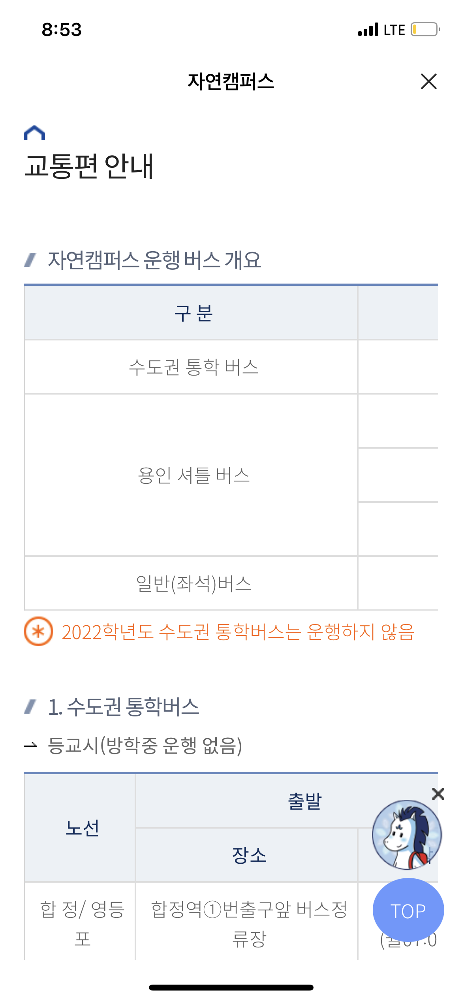 8:53
LTE
자연캠퍼스
교통편 안내
자연캠퍼스 운행 버스 개요
구 분
수도권 통학 버스
용인 셔틀 버스
일반(좌석)버스
2022학년도 수도권 통학버스는 운행하지 않음
1. 수도권 통학버스
등교시(방학중 운행 없음)
노선
출발
장소
합 정/ 영등
포
합정역①번출구앞 버스정
류장
TOP